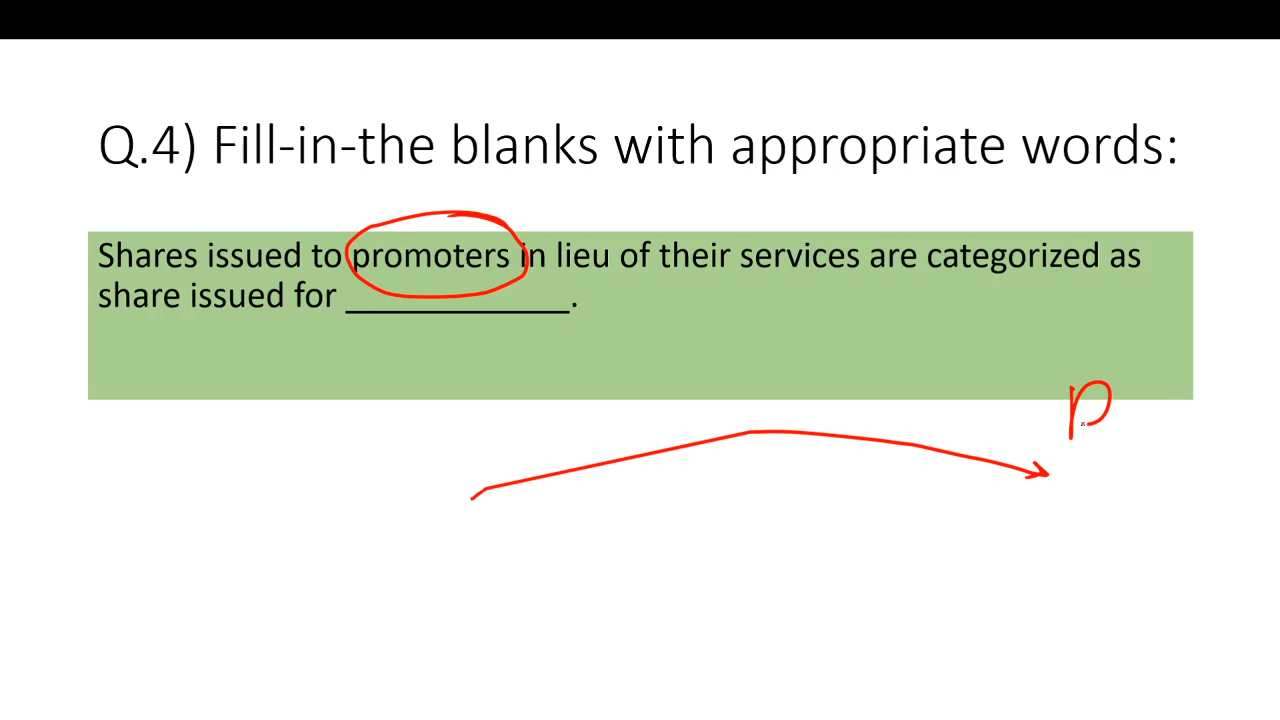 Q.4) Fill-in-the blanks with appropriate words:
Shares issued to promoters in lieu of their services are categorized as
share issued for ____________.
p